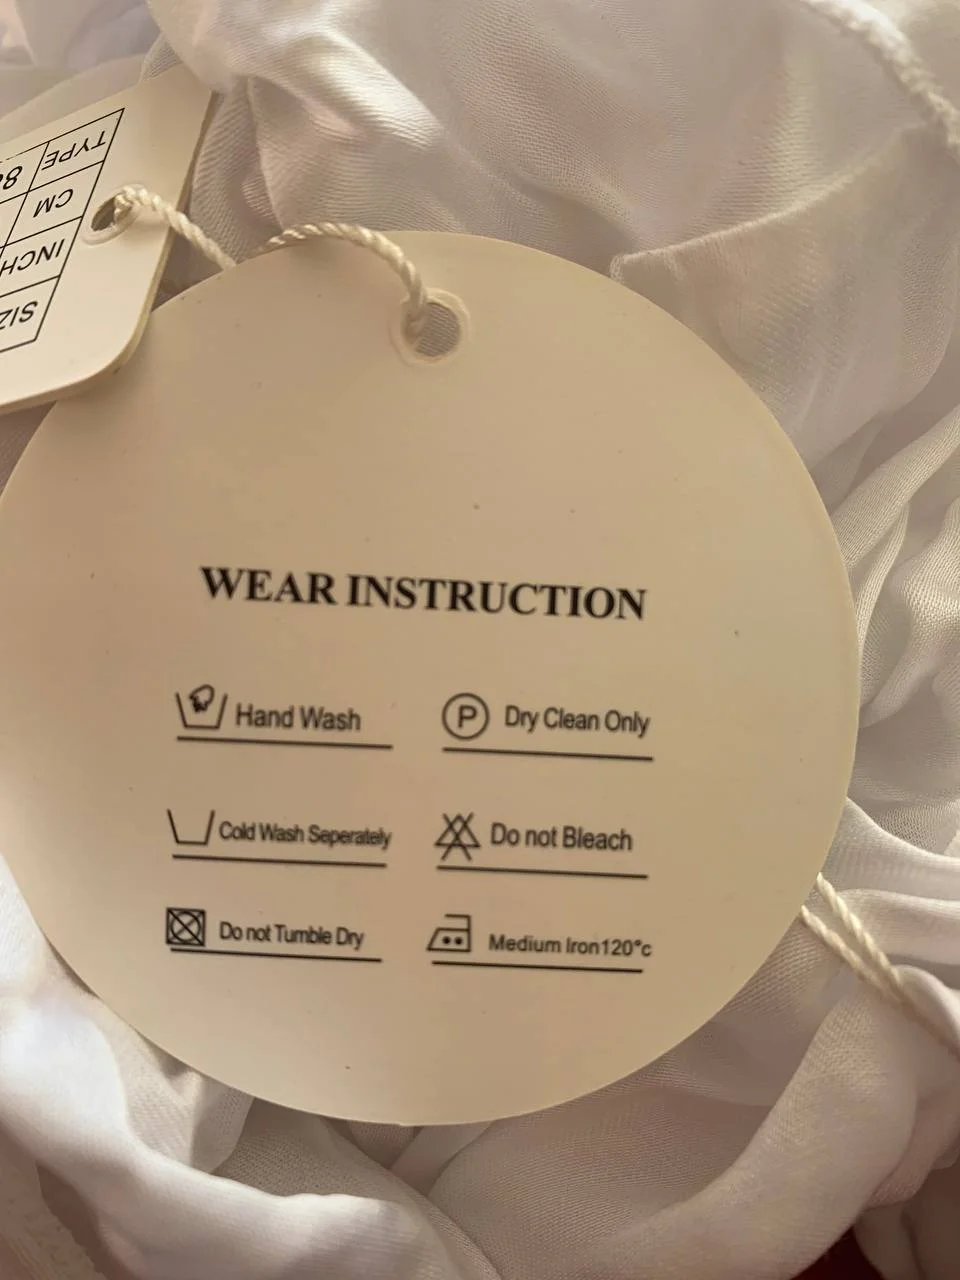 TYPE 8
CM
INCH
WEAR INSTRUCTION
Hand Wash
P Dry Clean Only
Cold Wash Seperately
Do not Bleach
Do not Tumble Dry
Medium Iron120°c